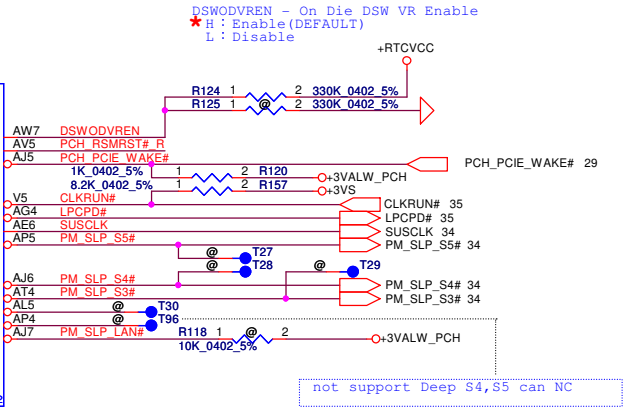 DSWODVREN - On Die DSW VR Enable
* H : Enable(DEFAULT)
L : Disable
+RTCVCC
R124 1 2 330K_0402_5%
R125 1 @ 2 330K_0402_5%
AW7 DSWODVREN
AV5 PCH_RSMRST#_R
AJ5 PCH_PCIE_WAKE# PCH_PCIE_WAKE# 29
1K_0402_5% 1 2 R120 +3VALW_PCH
8.2K_0402_5% 1 2 R157 +3VS
V5 CLKRUN# CLKRUN# 35
AG4 LPCPD# LPCPD# 35
AE6 SUSCLK SUSCLK 34
AP5 PM_SLP_S5# PM_SLP_S5# 34
@ T27
@ T28 @ T29
AJ6 PM_SLP_S4# PM_SLP_S4# 34
AT4 PM_SLP_S3# PM_SLP_S3# 34
AL5 @ T30
AP4 @ T96
AJ7 PM_SLP_LAN# R118 1 @ 2 +3VALW_PCH
10K_0402_5%
not support Deep S4,S5 can NC